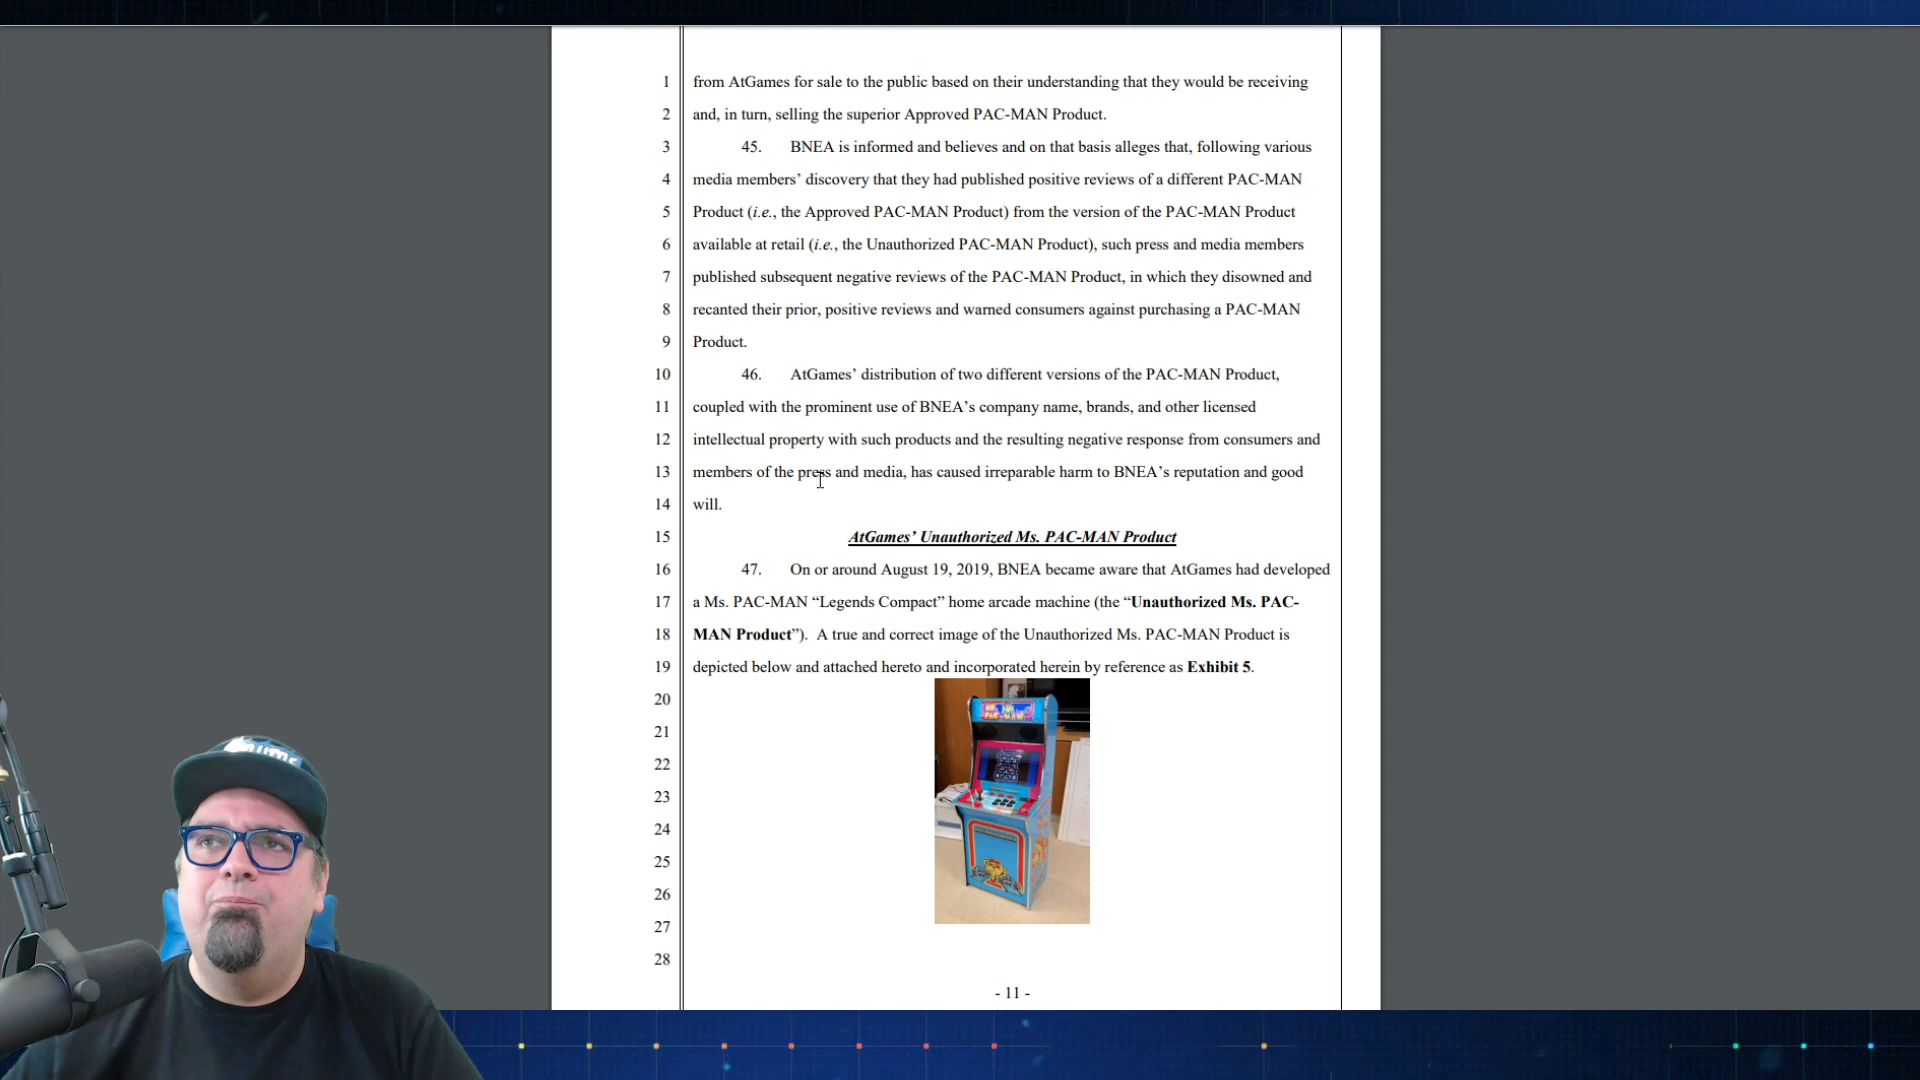 1 from AtGames for sale to the public based on their understanding that they would be receiving
2 and, in turn, selling the superior Approved PAC-MAN Product.
3 45. BNEA is informed and believes and on that basis alleges that, following various
4 media members’ discovery that they had published positive reviews of a different PAC-MAN
5 Product (i.e., the Approved PAC-MAN Product) from the version of the PAC-MAN Product
6 available at retail (i.e., the Unauthorized PAC-MAN Product), such press and media members
7 published subsequent negative reviews of the PAC-MAN Product, in which they disowned and
8 recanted their prior, positive reviews and warned consumers against purchasing a PAC-MAN
9 Product.
10 46. AtGames’ distribution of two different versions of the PAC-MAN Product,
11 coupled with the prominent use of BNEA’s company name, brands, and other licensed
12 intellectual property with such products and the resulting negative response from consumers and
13 members of the press and media, has caused irreparable harm to BNEA’s reputation and good
14 will.
15 AtGames’ Unauthorized Ms. PAC-MAN Product
16 47. On or around August 19, 2019, BNEA became aware that AtGames had developed
17 a Ms. PAC-MAN “Legends Compact” home arcade machine (the “Unauthorized Ms. PAC-
18 MAN Product”). A true and correct image of the Unauthorized Ms. PAC-MAN Product is
19 depicted below and attached hereto and incorporated herein by reference as Exhibit 5.
20
21
22
23
24
25
26
27
28
- 11 -